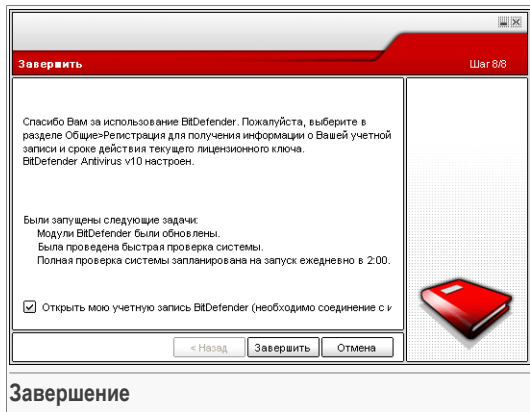 Завершить
Шаг 8/8
Спасибо Вам за использование BitDefender. Пожалуйста, выберите в
разделе Общие>Регистрация для получения информации о Вашей учетной
записи и сроке действия текущего лицензионного ключа.
BitDefender Antivirus v10 настроен.
Были запущены следующие задачи:
Модули BitDefender были обновлены.
Была проведена быстрая проверка системы.
Полная проверка системы запланирована на запуск ежедневно в 2:00.
Открыть мою учетную запись BitDefender (необходимо соединение с и
< Назад
Завершить
Отмена
Завершение